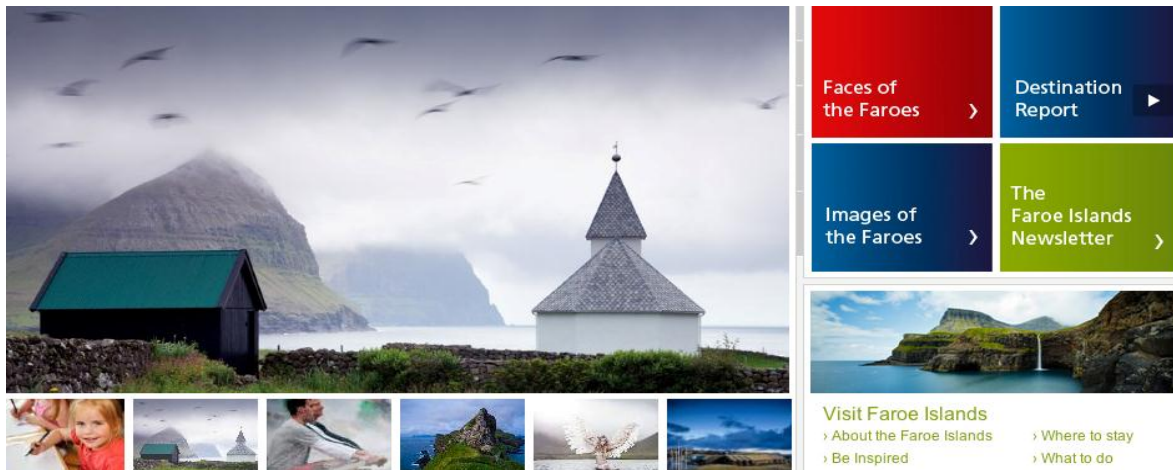 Faces of
the Faroes
Destination
Report
Images of
the Faroes
The
Faroe Islands
Newsletter
Visit Faroe Islands
› About the Faroe Islands
› Where to stay
› Be Inspired
› What to do